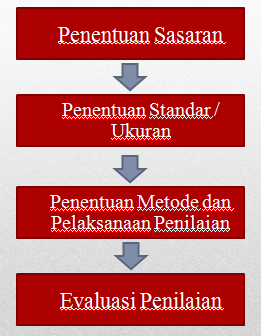 Penentuan Sasaran
Penentuan Standar /
Ukuran
Penentuan Metode dan
Pelaksanaan Penilaian
Evaluasi Penilaian